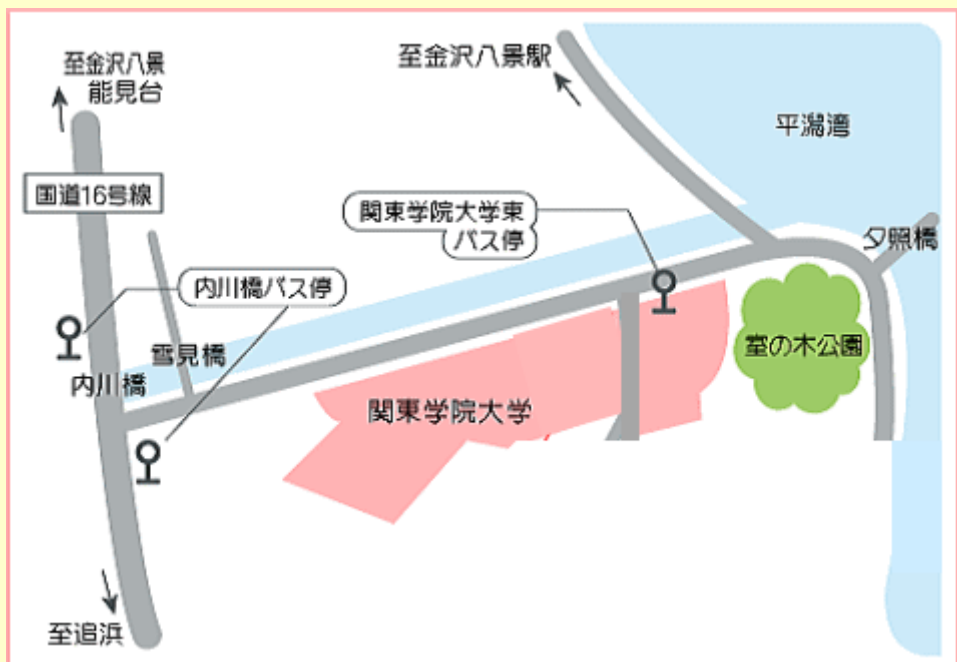 至金沢八景
能見台
至金沢八景駅
平潟湾
国道16号線
関東学院大学東
バス停
夕照橋
内川橋バス停
雪見橋
内川橋
室の木公園
関東学院大学
至追浜